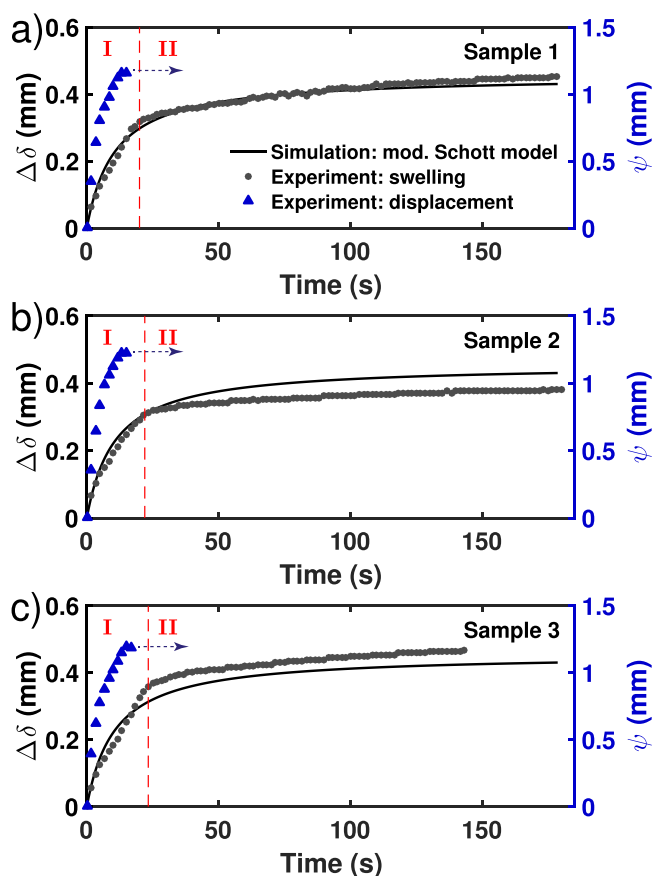 a)
I II
Sample 1
Simulation: mod. Schott model
Experiment: swelling
Experiment: displacement
0.6
0.4
0.2
0
Δδ (mm)
1.5
1
0.5
0
ψ (mm)
0 50 100 150
Time (s)
b)
I II
Sample 2
0.6
0.4
0.2
0
Δδ (mm)
1.5
1
0.5
0
ψ (mm)
0 50 100 150
Time (s)
c)
I II
Sample 3
0.6
0.4
0.2
0
Δδ (mm)
1.5
1
0.5
0
ψ (mm)
0 50 100 150
Time (s)